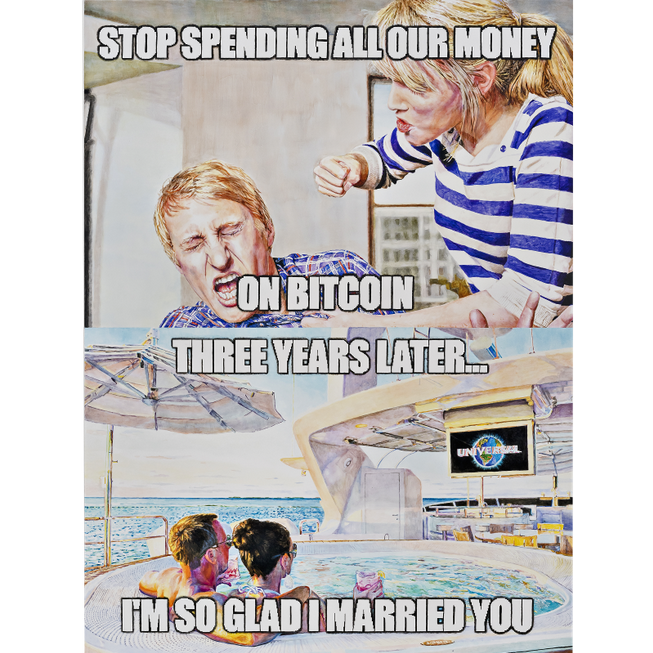 STOP SPENDING ALL OUR MONEY
ON BITCOIN
THREE YEARS LATER...
UNIVERSAL
I'M SO GLAD I MARRIED YOU